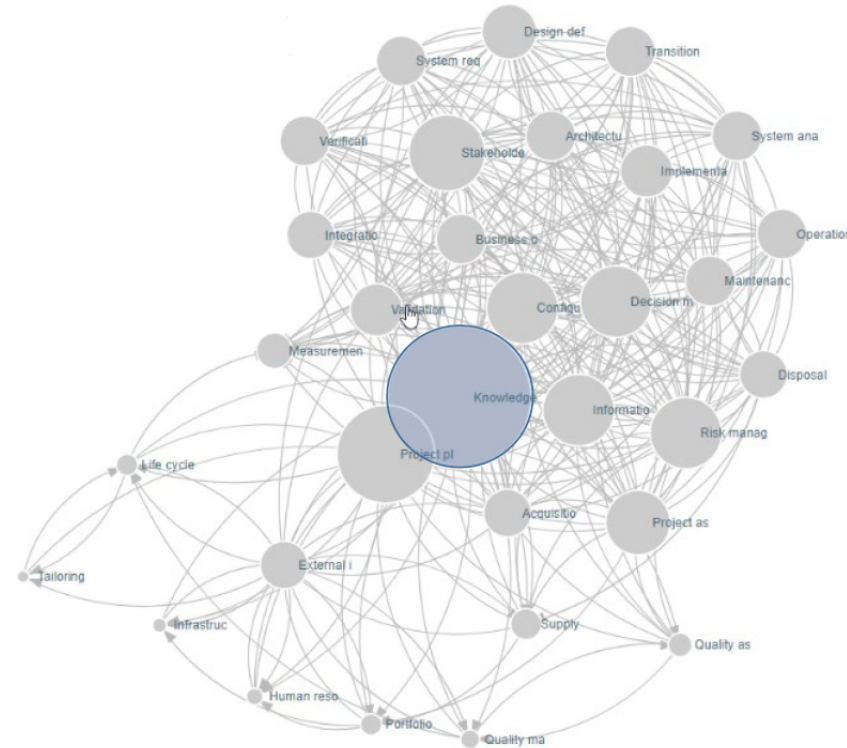 Design def
Transition
System req
Verificati
Stakeholde
Architectu
System ana
Implementa
Integratio
Business o
Operation
Maintenanc
Validation
Configu
Decision m
Measuremen
Disposal
Knowledge
Informatio
Risk manag
Project pl
Life cycle
Acquisitio
Project as
External i
Tailoring
Infrastruc
Supply
Quality as
Human reso
Portfolio
Quality ma